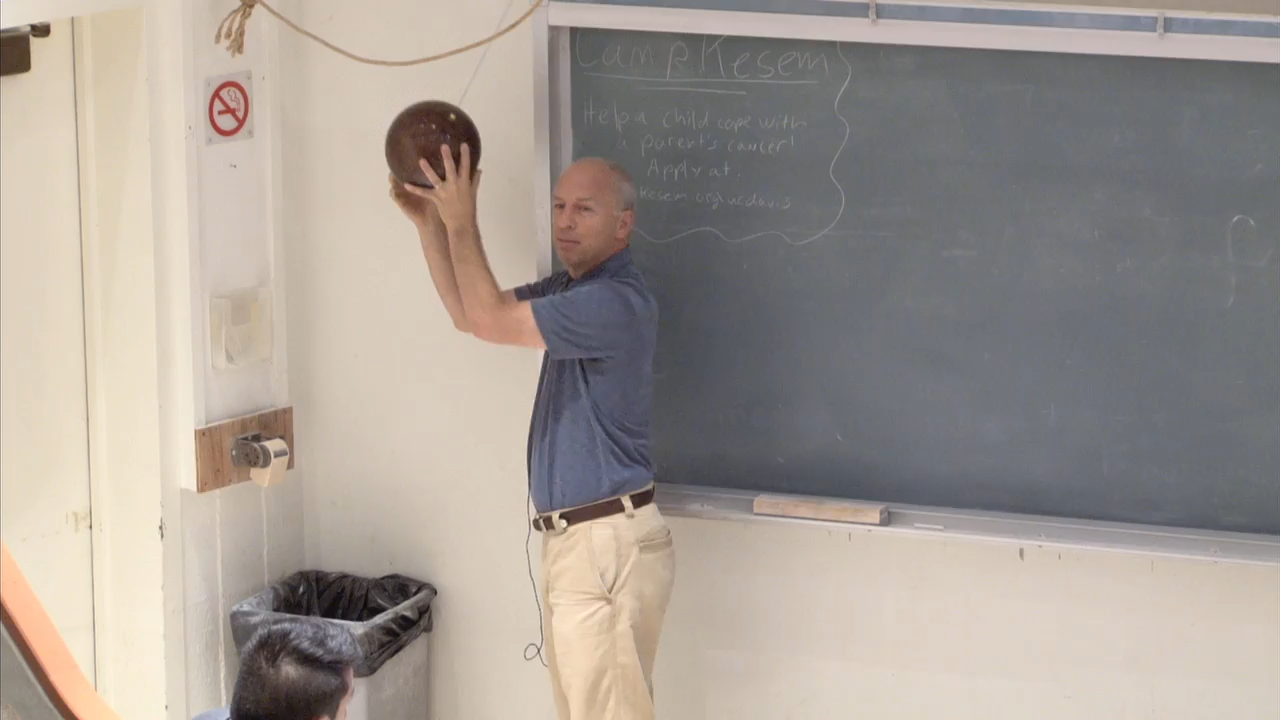 Camp Kesem
Help a child cope with
a parent's cancer!
Apply at:
Kesem.org/ucdavis
f